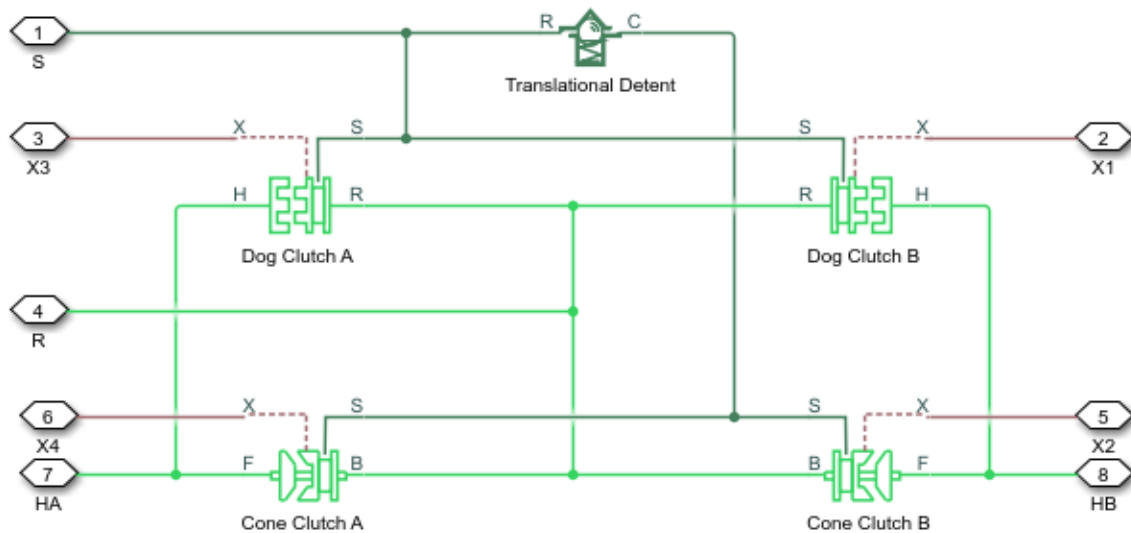 1
S
R
C
Translational Detent
3
X3
X
S
S
X
2
X1
H
R
R
H
Dog Clutch A
Dog Clutch B
4
R
6
X4
X
S
S
X
5
X2
7
HA
F
B
B
F
8
HB
Cone Clutch A
Cone Clutch B